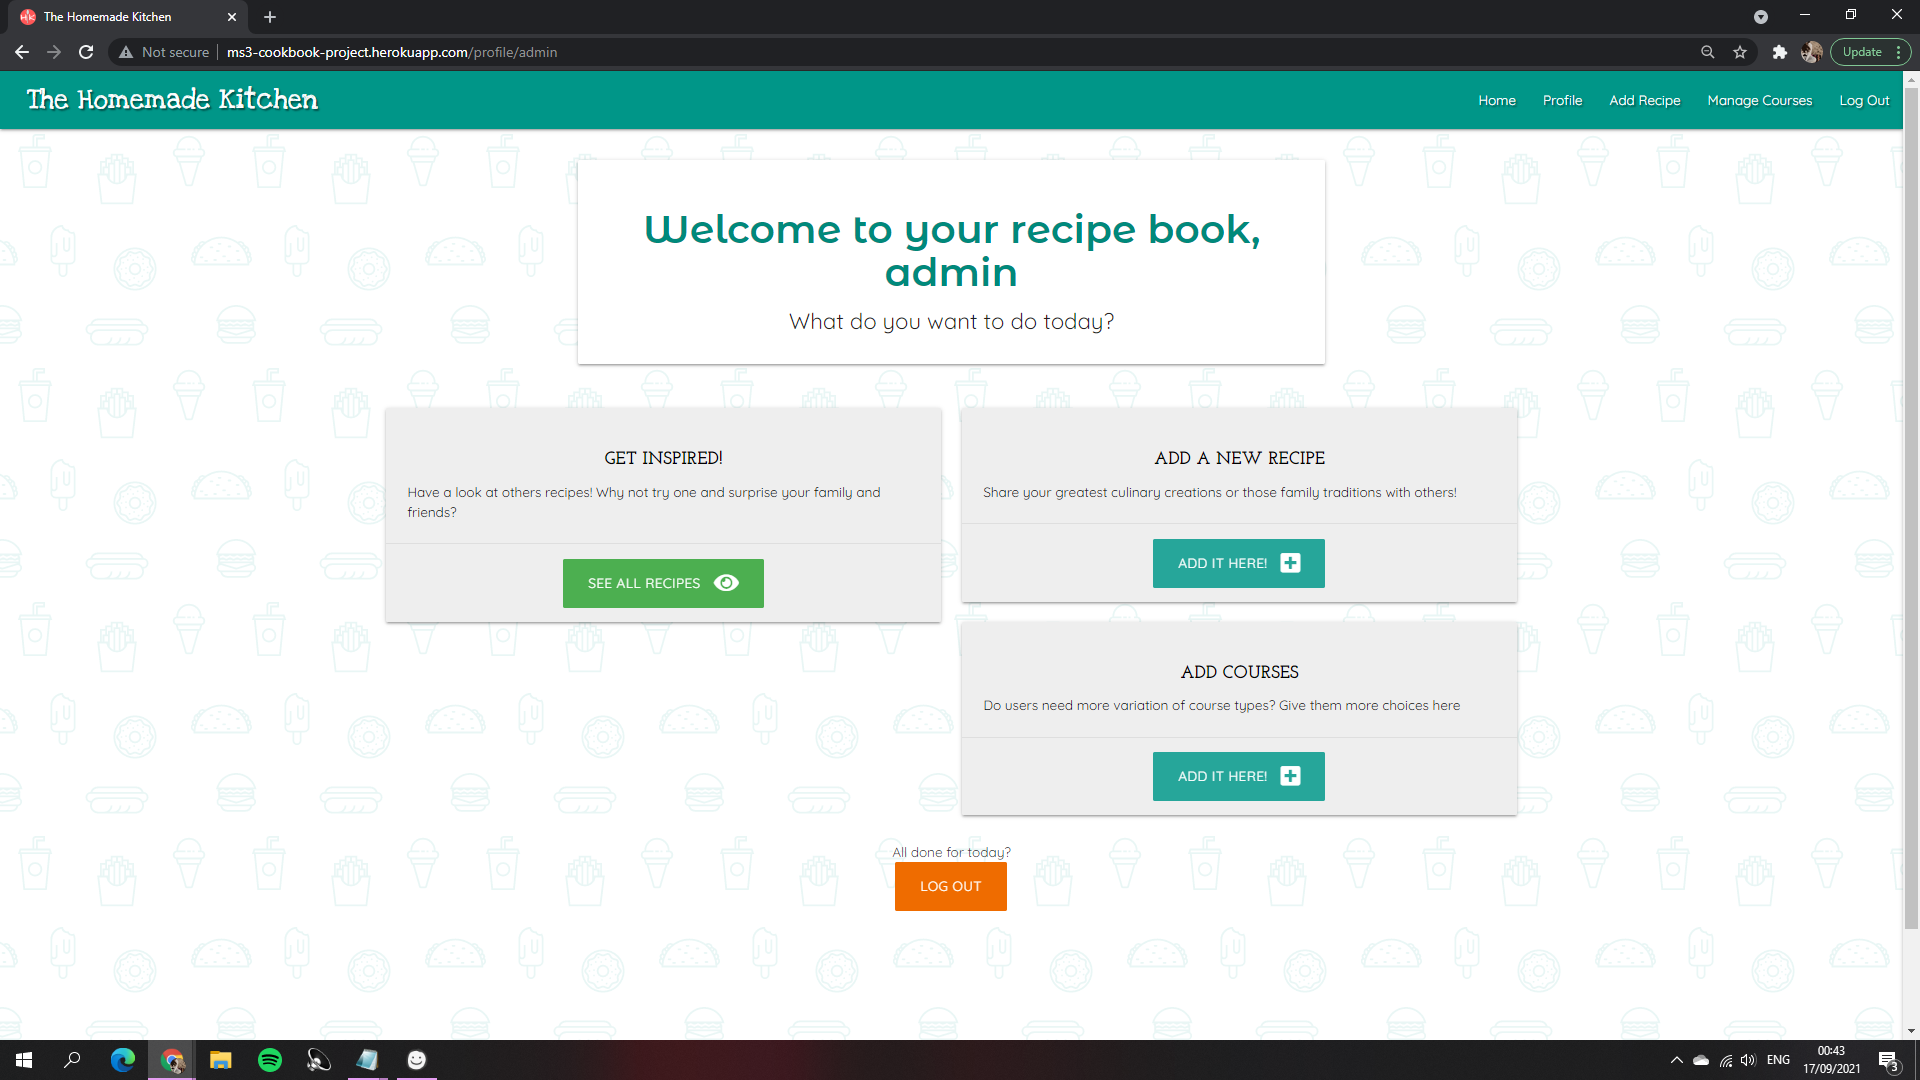 The Homemade Kitchen
Not secure
ms3-cookbook-project.herokuapp.com/profile/admin
Update
The Homemade Kitchen
Home
Profile
Add Recipe
Manage Courses
Log Out
Welcome to your recipe book,
admin
What do you want to do today?
GET INSPIRED!
Have a look at others recipes! Why not try one and surprise your family and
friends?
SEE ALL RECIPES
ADD A NEW RECIPE
Share your greatest culinary creations or those family traditions with others!
ADD IT HERE!
ADD COURSES
Do users need more variation of course types? Give them more choices here
ADD IT HERE!
All done for today?
LOG OUT
ENG
00:43
17/09/2021
3